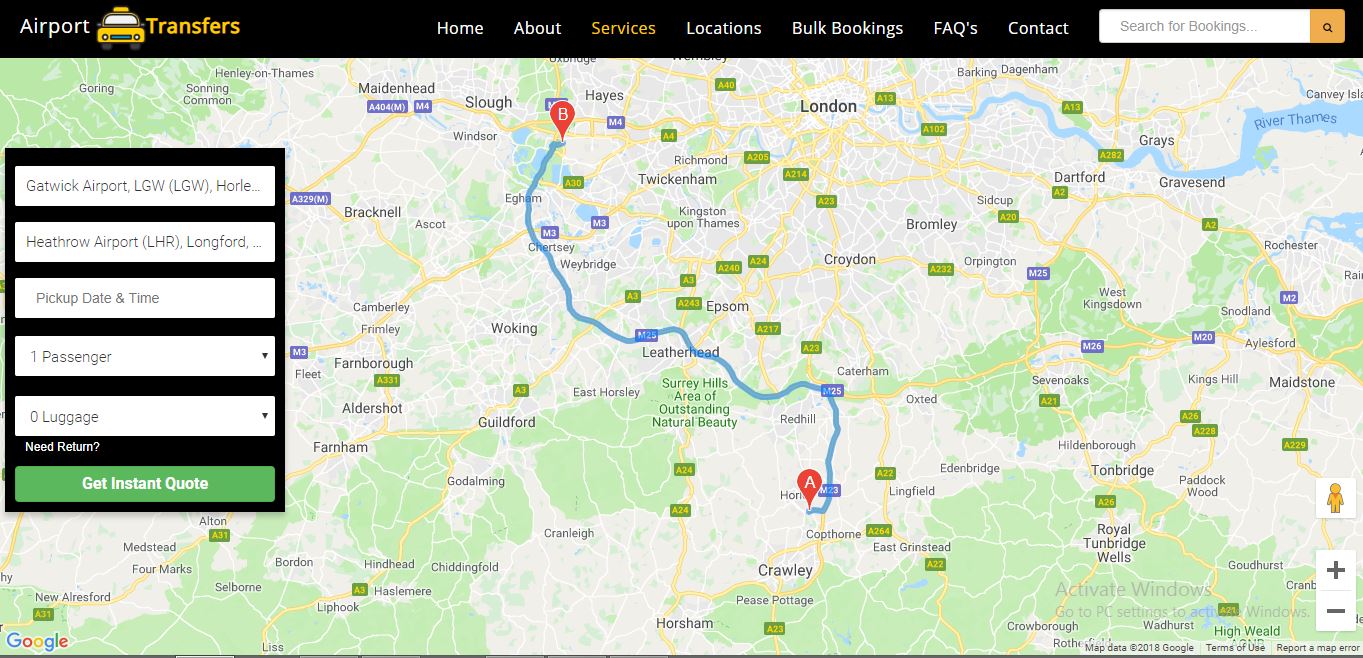 Airport Transfers
Home About Services Locations Bulk Bookings FAQ's Contact
Search for Bookings...
Gatwick Airport, LGW (LGW), Horle...
Heathrow Airport (LHR), Longford, ...
Pickup Date & Time
1 Passenger
0 Luggage
Need Return?
Get Instant Quote
Goring
Sonning
Common
Henley-on-Thames
Maidenhead
A404(M)
M4
Slough
Windsor
B
Hayes
M4
A4
A40
London
A13
Barking
Dagenham
A13
Canvey Isl
River Thames
A102
Grays
A282
Richmond
A205
Twickenham
A214
A30
Egham
A329(M)
Bracknell
Ascot
M3
M3
Chertsey
Weybridge
Kingston
upon Thames
A23
Bromley
Sidcup
A20
Dartford
A2
Gravesend
A2
Rochester
Croydon
A232
Orpington
M25
A240
A24
A3
A243
Epsom
A3
A217
M2
West
Kingsdown
Snodland
Camberley
Frimley
Woking
M25
Leatherhead
A23
M26
M20
Aylesford
M3
Fleet
Farnborough
A331
A3
East Horsley
Surrey Hills
Area of
Outstanding
Natural Beauty
Caterham
M25
Oxted
Sevenoaks
A21
Kings Hill
Maidstone
Aldershot
Guildford
Redhill
A26
A228
A229
Farnham
Hildenborough
Godalming
A24
A
M23
A22
Lingfield
Edenbridge
Tonbridge
Paddock
Wood
A24
A26
Alton
A31
Cranleigh
Copthorne
A264
East Grinstead
Royal
Tunbridge
Wells
Medstead
Four Marks
Bordon
Hindhead
Chiddingfold
Crawley
A22
Goudhurst
Selborne
A3
Haslemere
Liphook
New Alresford
A31
Pease Pottage
Horsham
A23
Crowborough
Wadhurst
A21
High Weald
Liss
Activate Windows
Go to PC settings to activate Windows.
Google
Map data ©2018 Google Terms of Use Report a map error